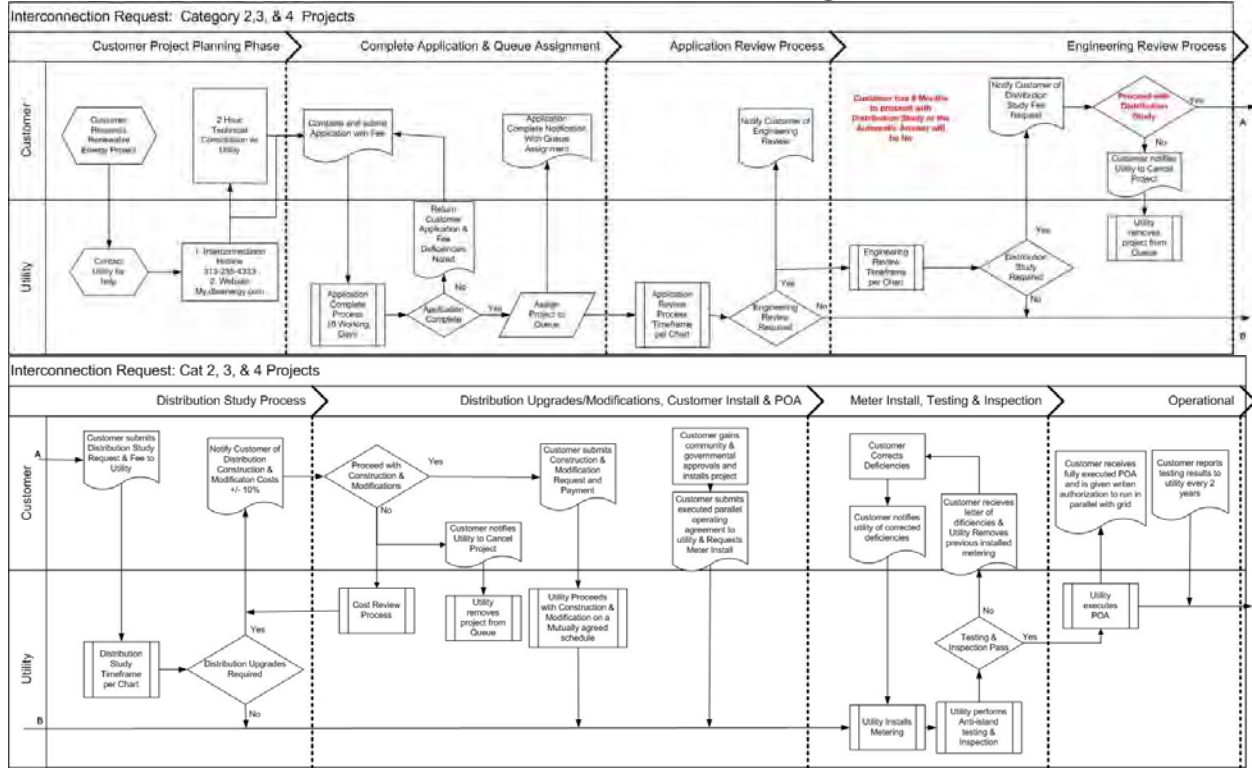 Interconnection Request: Category 2,3, & 4 Projects
Customer Project Planning Phase
Complete Application & Queue Assignment
Application Review Process
Engineering Review Process
Customer
Utility
Customer
Requests
Renewable
Energy Project
2 Hour
Technical
Consultation w/
Utility
Contact
Utility for
help
1. Interconnection
Hotline
2. Website
Complete and submit
Application with Fee
Application
Complete Notification
With Queue
Assignment
Return
Customer
Application &
Fee
Deficiencies
Noted
Application
Complete
Process
Working
Days
No
Application
Complete
Yes
Assign
Project to
Queue
Notify Customer of
Engineering
Review
Application
Review
Process
Timeframe
per Chart
Yes
Engineering
Review
Required
No
Customer has 6 Months
to proceed with
Distribution Study or the
Automatic Answer will
be No
Notify Customer of
Distribution
Study Fee
Request
Proceed with
Distribution
Study
Yes
A
No
Customer notifies
Utility to Cancel
Project
Utility
removes
project from
Queue
Engineering
Review
Timeframe
per Chart
Yes
Distribution
Study
Required
No
B
Interconnection Request: Cat 2, 3, & 4 Projects
Distribution Study Process
Distribution Upgrades/Modifications, Customer Install & POA
Meter Install, Testing & Inspection
Operational
Customer
Utility
A
Customer submits
Distribution Study
Request & Fee to
Utility
Notify Customer of
Distribution
Construction &
Modification Costs
+/- 10%
Distribution
Study
Timeframe
per Chart
Yes
Distribution Upgrades
Required
No
B
Proceed with
Construction &
Modifications
Yes
No
Cost Review
Process
Customer notifies
Utility to Cancel
Project
Utility
removes
project from
Queue
Customer submits
Construction &
Modification
Request and
Payment
Utility Proceeds
with Construction &
Modification on a
Mutually agreed
schedule
Customer gains
community &
governmental
approvals and
installs project
Customer submits
executed parallel
operating
agreement to
utility & Requests
Meter Install
Customer
Corrects
Deficiencies
Customer notifies
utility of corrected
deficiencies
Customer recieves
letter of
dificiencies &
Utility Removes
previous installed
metering
No
Testing &
Inspection Pass
Yes
Utility Installs
Metering
Utility performs
Anti-island
testing &
Inspection
Customer receives
fully executed POA
and is given writen
authorization to run in
parallel with grid
Customer reports
testing results to
utility every 2
years
Utility
executes
POA